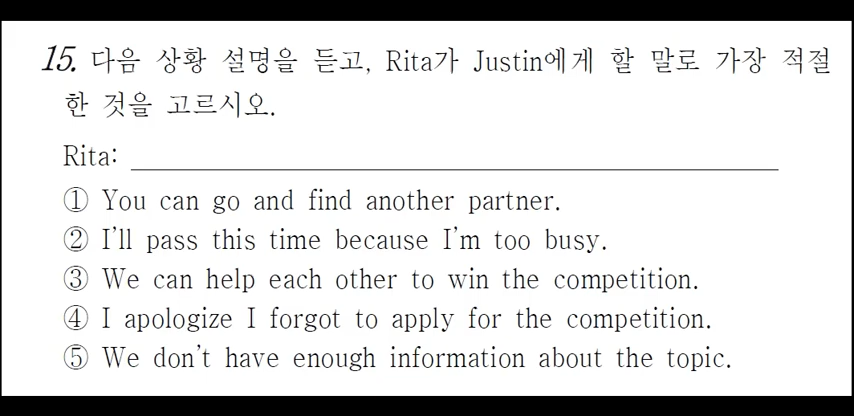 15. 다음 상황 설명을 듣고, Rita가 Justin에게 할 말로 가장 적절
한 것을 고르시오.
Rita: ____________________
① You can go and find another partner.
② I'll pass this time because I'm too busy.
③ We can help each other to win the competition.
④ I apologize I forgot to apply for the competition.
⑤ We don't have enough information about the topic.